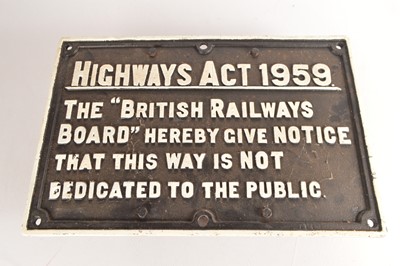 HIGHWAYS ACT 1959.
THE "BRITISH RAILWAYS
BOARD" HEREBY GIVE NOTICE
THAT THIS WAY IS NOT
DEDICATED TO THE PUBLIC.